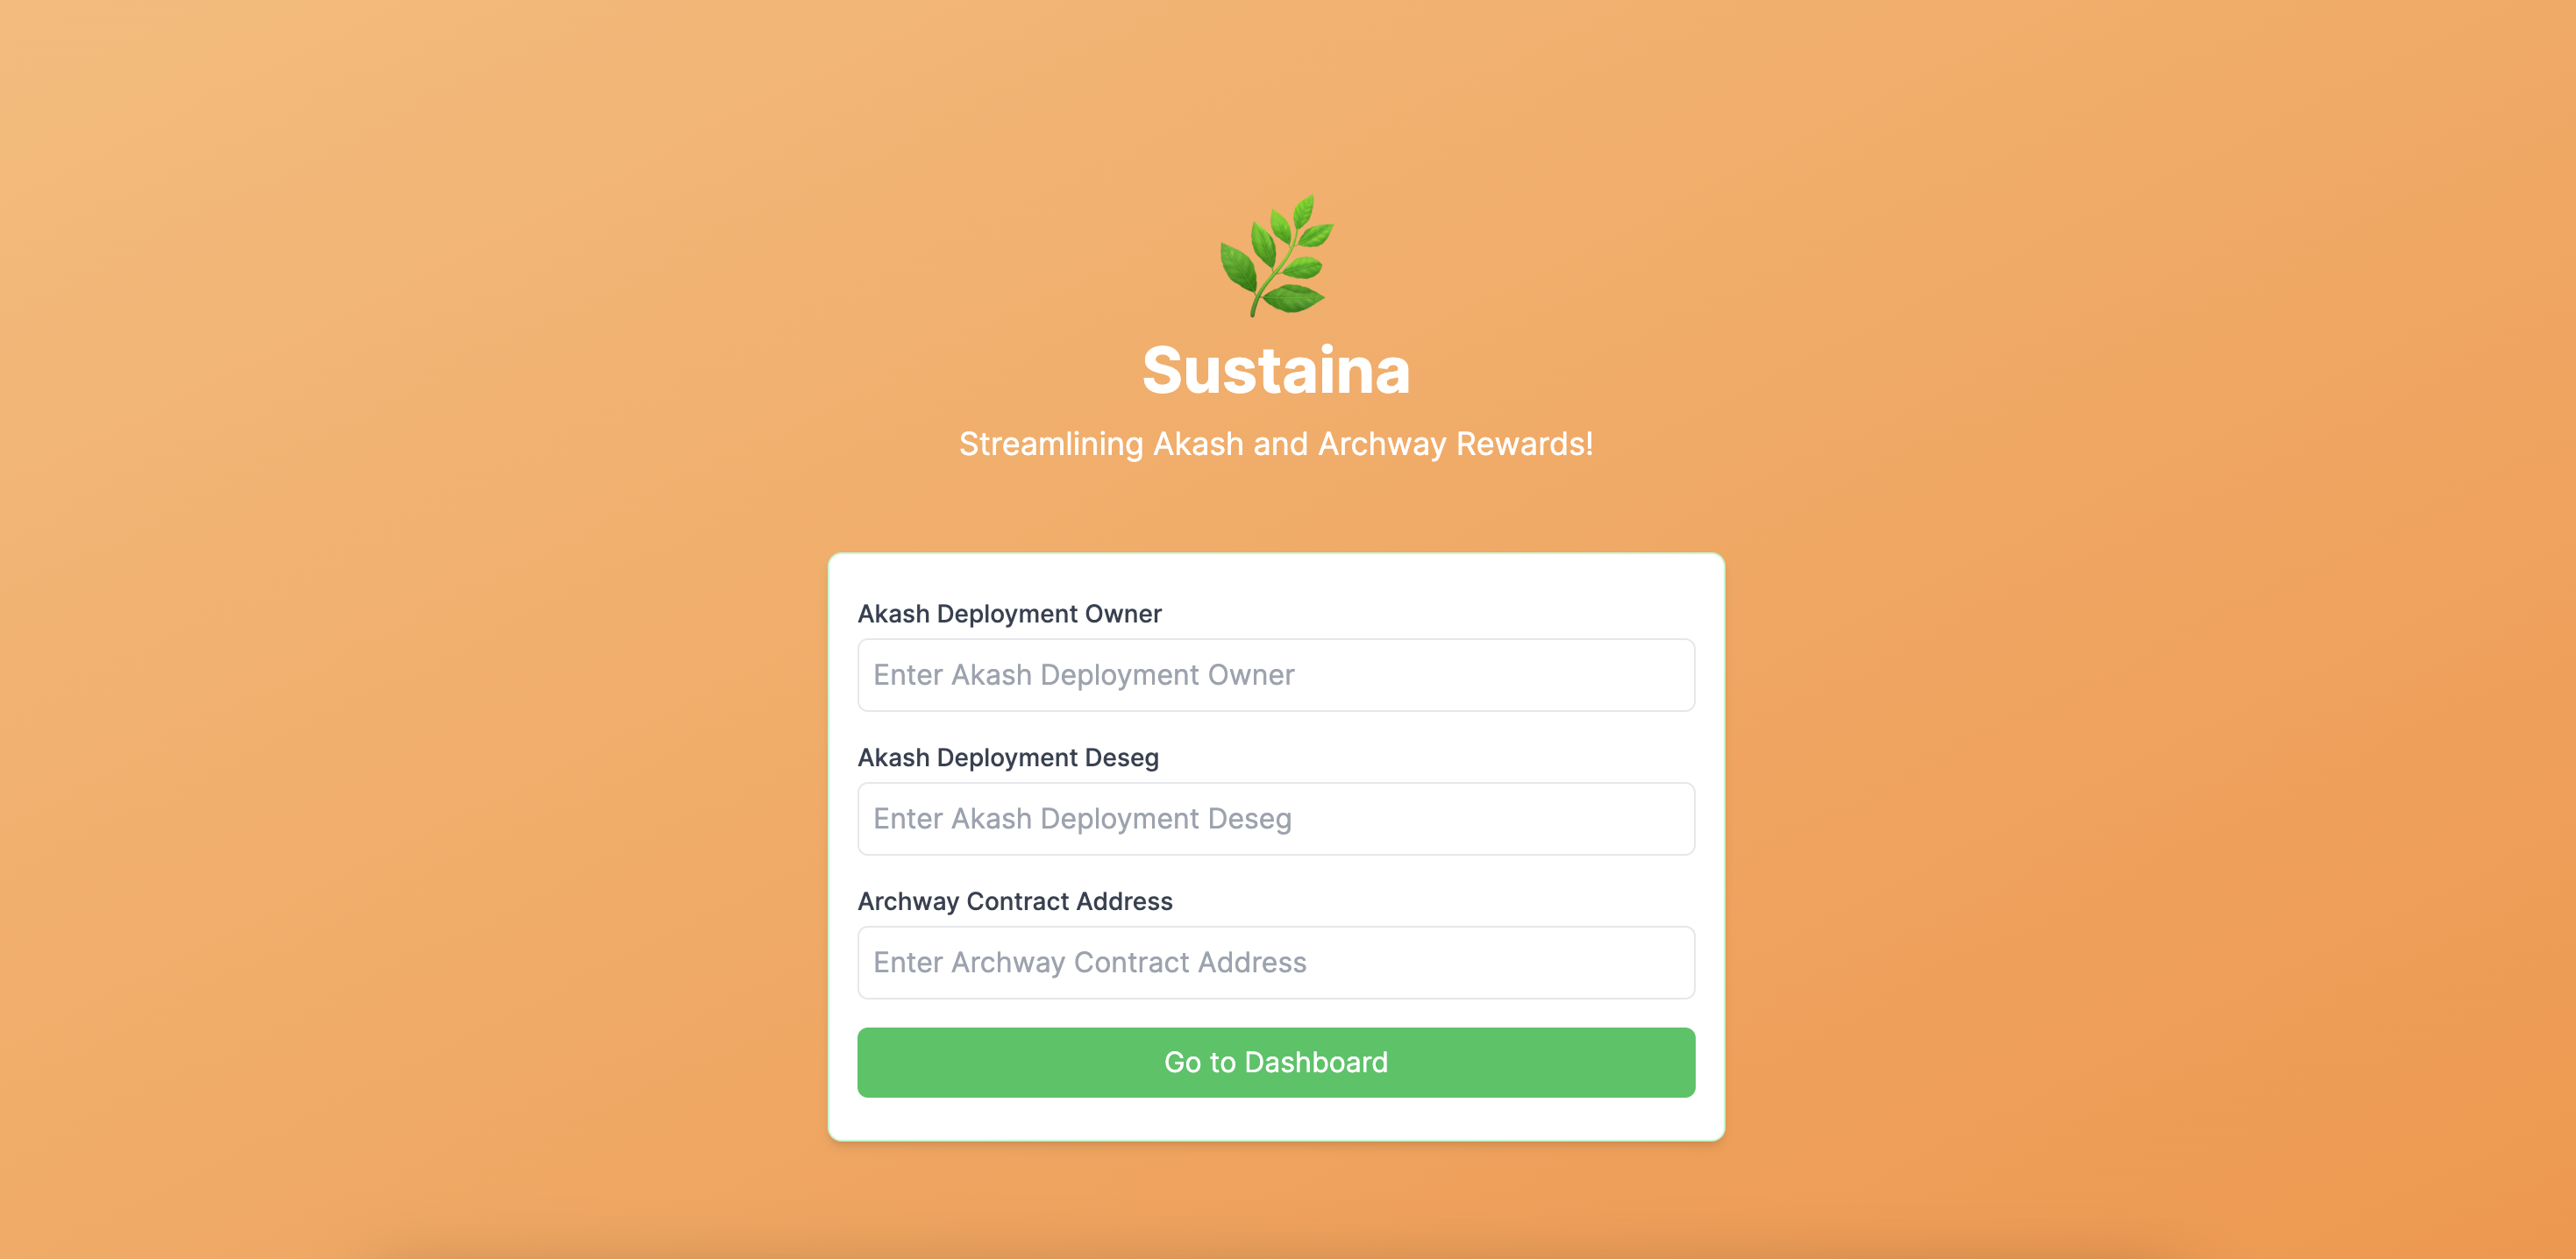 Sustaina
Streamlining Akash and Archway Rewards!
Akash Deployment Owner
Enter Akash Deployment Owner
Akash Deployment Deseg
Enter Akash Deployment Deseg
Archway Contract Address
Enter Archway Contract Address
Go to Dashboard